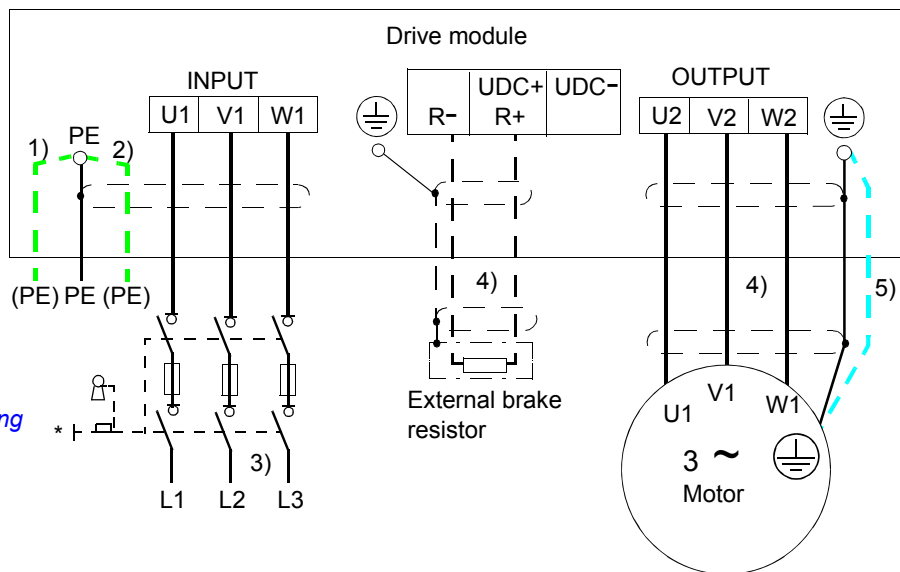 Drive module
INPUT
U1 V1 W1
UDC+ UDC-
R- R+
OUTPUT
U2 V2 W2
1) PE 2)
(PE) PE (PE)
4)
4)
5)
External brake
resistor
ng
*
3)
L1 L2 L3
U1 V1 W1
3 ~
Motor